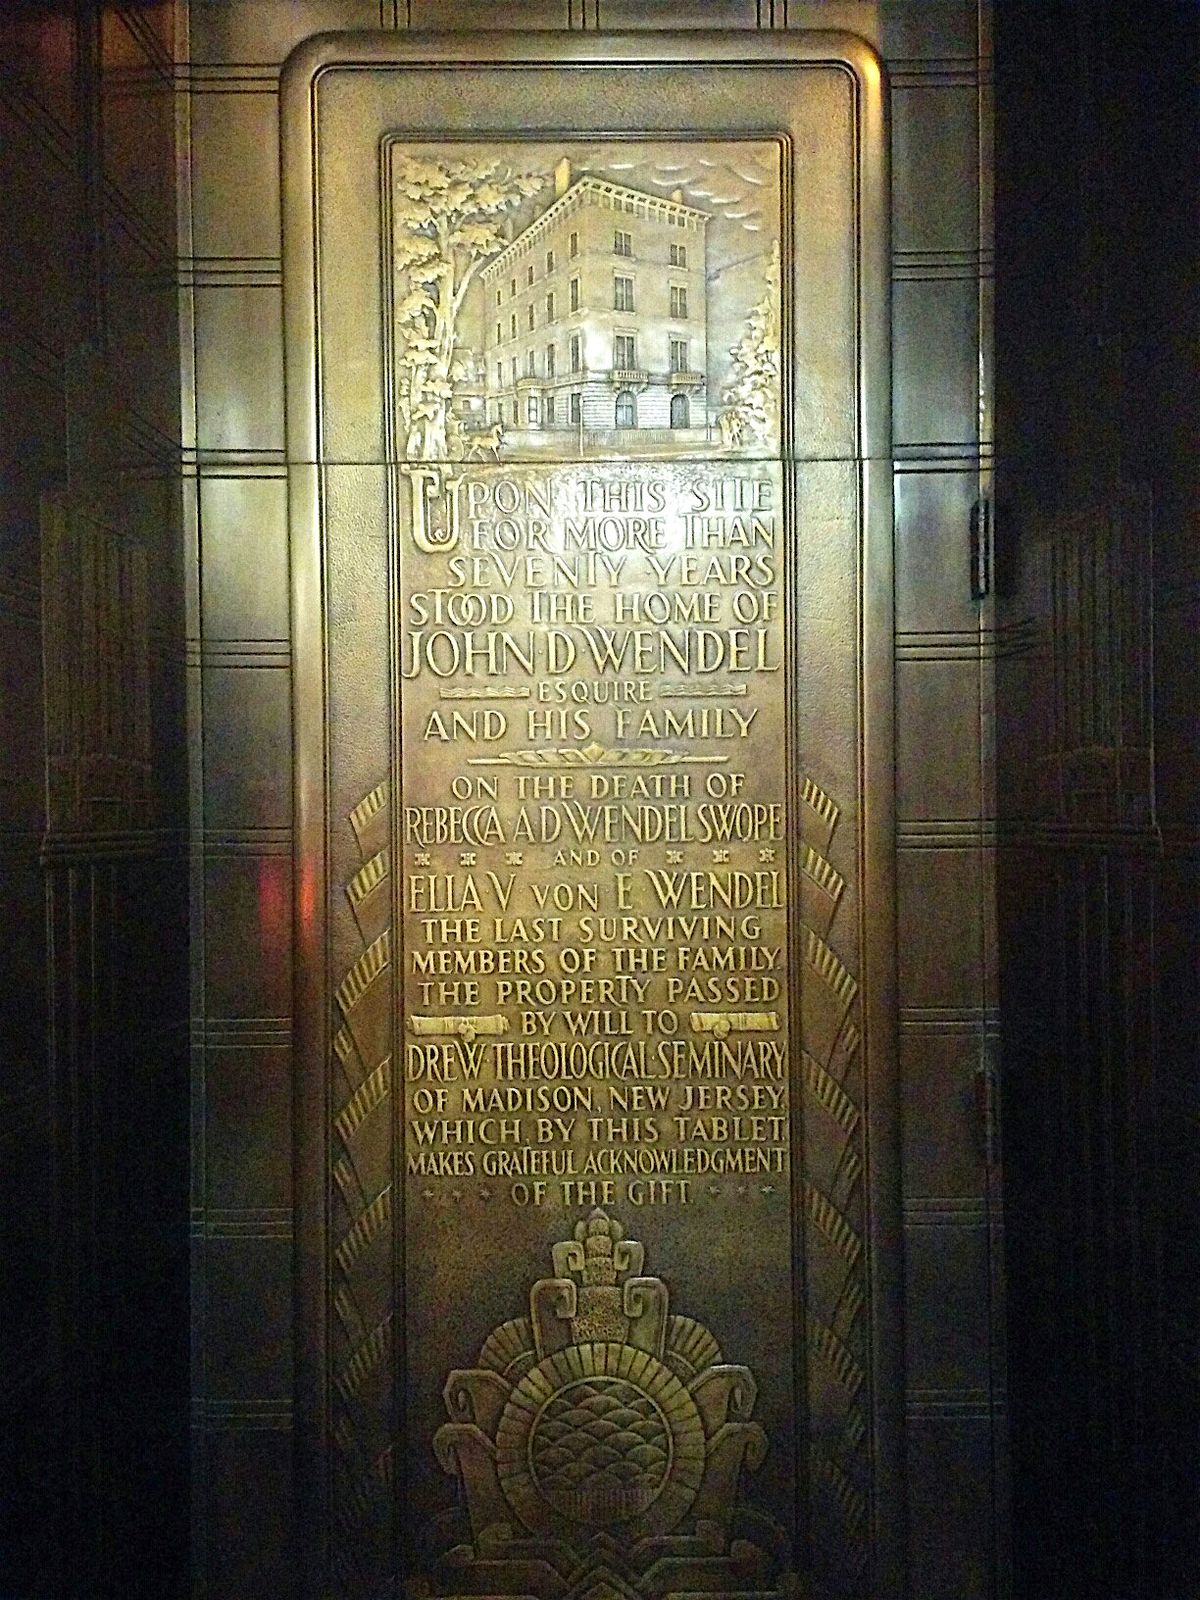 UPON THIS SITE
FOR MORE THAN
SEVENTY YEARS
STOOD THE HOME OF
JOHN·D·WENDEL
ESQUIRE
AND HIS FAMILY
ON THE DEATH OF
REBECCA·A·D·WENDEL SWOPE
AND OF
ELLA·V VON E WENDEL
THE LAST SURVIVING
MEMBERS OF THE FAMILY.
THE PROPERTY PASSED
BY WILL TO
DREW·THEOLOGICAL·SEMINARY
OF MADISON, NEW JERSEY,
WHICH, BY THIS TABLET,
MAKES GRATEFUL ACKNOWLEDGMENT
OF THE GIFT.